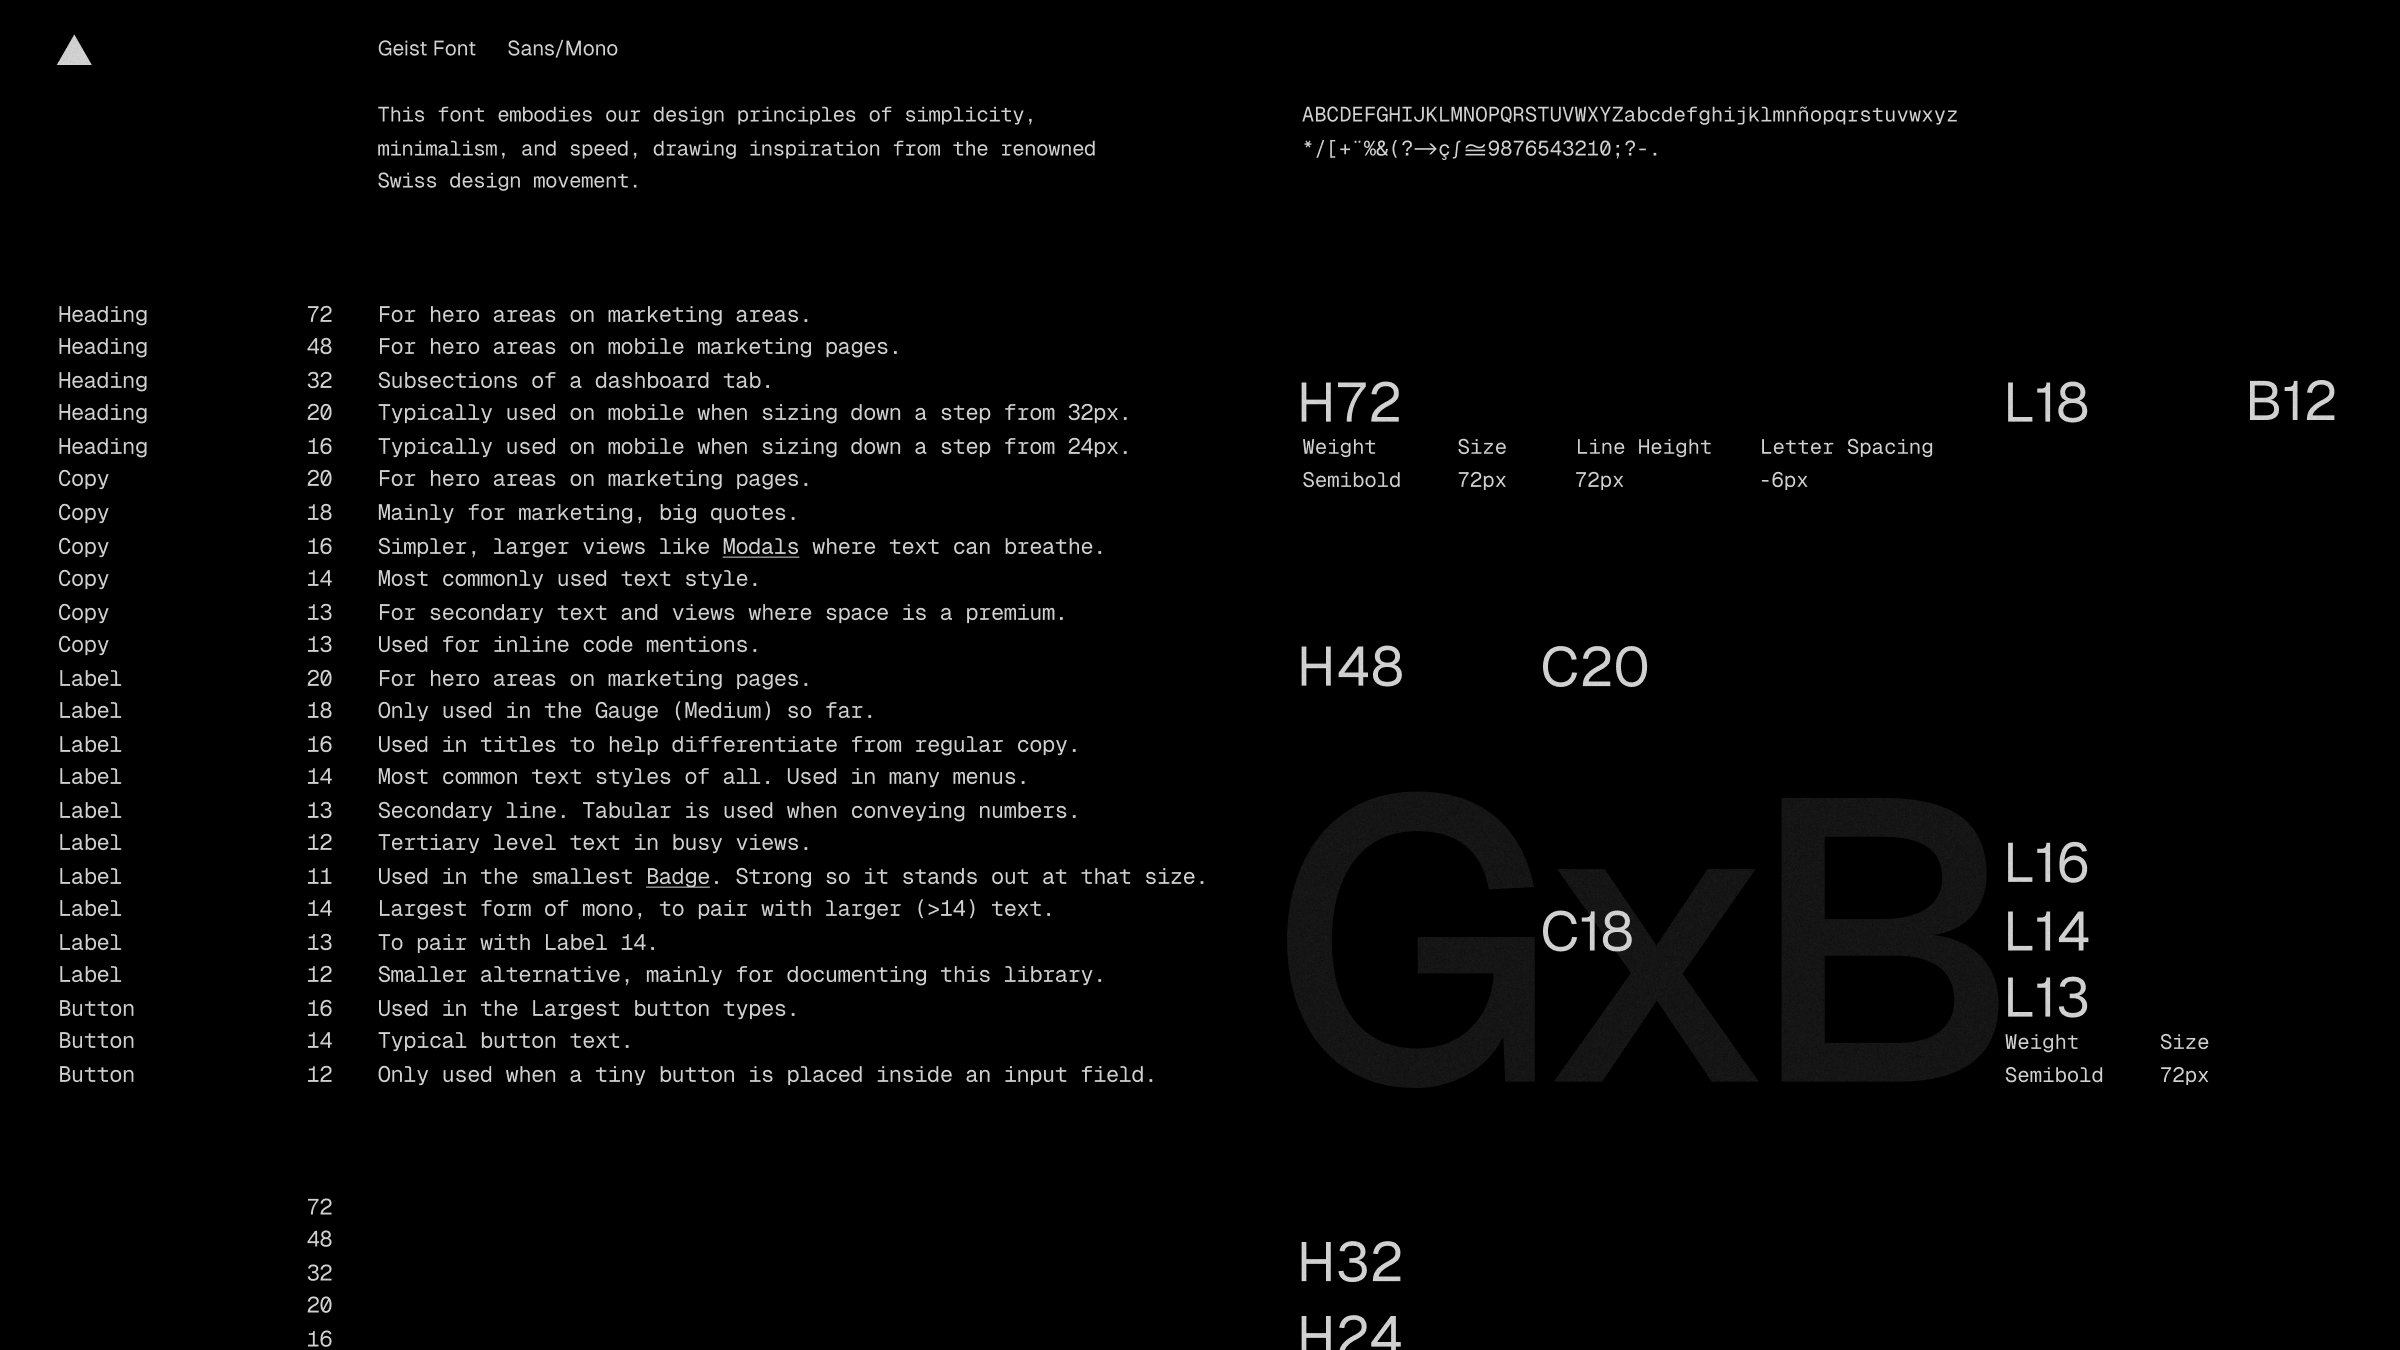 Geist Font Sans/Mono
This font embodies our design principles of simplicity,
minimalism, and speed, drawing inspiration from the renowned
Swiss design movement.
ABCDEFGHIJKLMNOPQRSTUVWXYZabcdefghijklmnñopqrstuvwxyz
*/[+¨%&(?→ç∫≅9876543210;?-.
Heading 72 For hero areas on marketing areas.
Heading 48 For hero areas on mobile marketing pages.
Heading 32 Subsections of a dashboard tab.
Heading 20 Typically used on mobile when sizing down a step from 32px.
Heading 16 Typically used on mobile when sizing down a step from 24px.
Copy 20 For hero areas on marketing pages.
Copy 18 Mainly for marketing, big quotes.
Copy 16 Simpler, larger views like Modals where text can breathe.
Copy 14 Most commonly used text style.
Copy 13 For secondary text and views where space is a premium.
Copy 13 Used for inline code mentions.
Label 20 For hero areas on marketing pages.
Label 18 Only used in the Gauge (Medium) so far.
Label 16 Used in titles to help differentiate from regular copy.
Label 14 Most common text styles of all. Used in many menus.
Label 13 Secondary line. Tabular is used when conveying numbers.
Label 12 Tertiary level text in busy views.
Label 11 Used in the smallest Badge. Strong so it stands out at that size.
Label 14 Largest form of mono, to pair with larger (>14) text.
Label 13 To pair with Label 14.
Label 12 Smaller alternative, mainly for documenting this library.
Button 16 Used in the Largest button types.
Button 14 Typical button text.
Button 12 Only used when a tiny button is placed inside an input field.
72
48
32
20
16
H72 L18 B12
Weight Size Line Height Letter Spacing
Semibold 72px 72px -6px
H48 C20
GxB
L16
C18 L14
L13
Weight Size
Semibold 72px
H32
H24